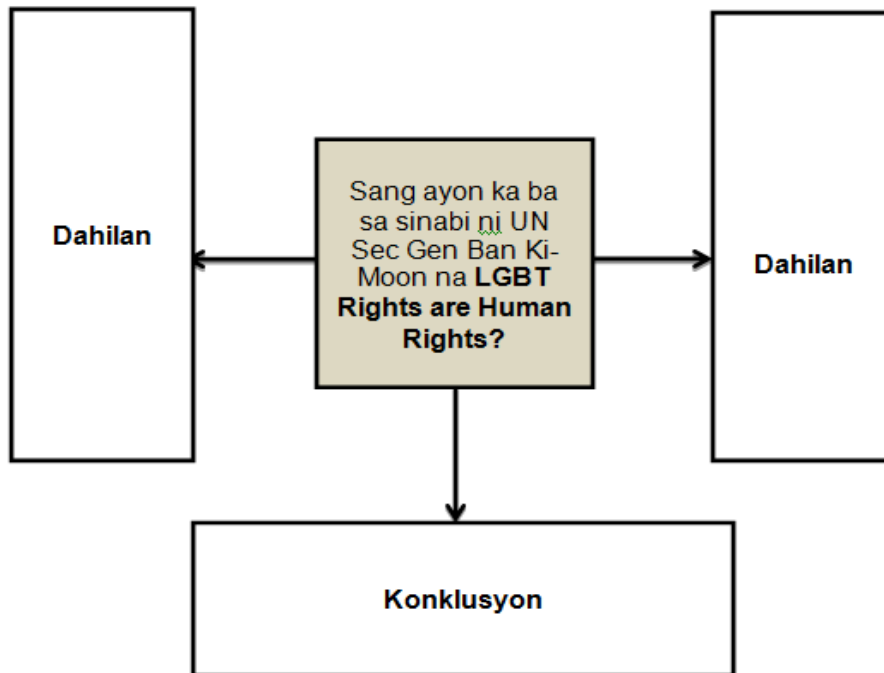 Dahilan
Sang ayon ka ba
sa sinabi ni UN
Sec Gen Ban Ki-
Moon na LGBT
Rights are Human
Rights?
Dahilan
Konklusyon